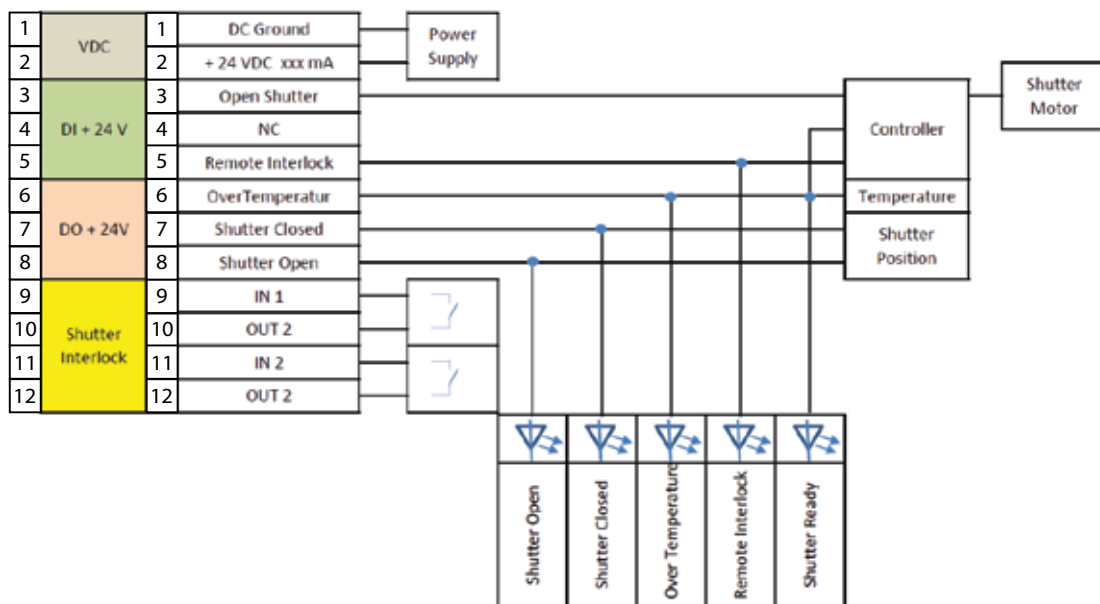 1 VDC 1 DC Ground Power Supply
2 2 + 24 VDC xxx mA
3 DI + 24 V 3 Open Shutter Controller Shutter Motor
4 4 NC
5 5 Remote Interlock
6 DO + 24V 6 OverTemperatur Temperature
7 7 Shutter Closed Shutter Position
8 8 Shutter Open
9 Shutter Interlock 9 IN 1
10 10 OUT 2
11 11 IN 2
12 12 OUT 2
Shutter Open
Shutter Closed
Over Temperature
Remote Interlock
Shutter Ready